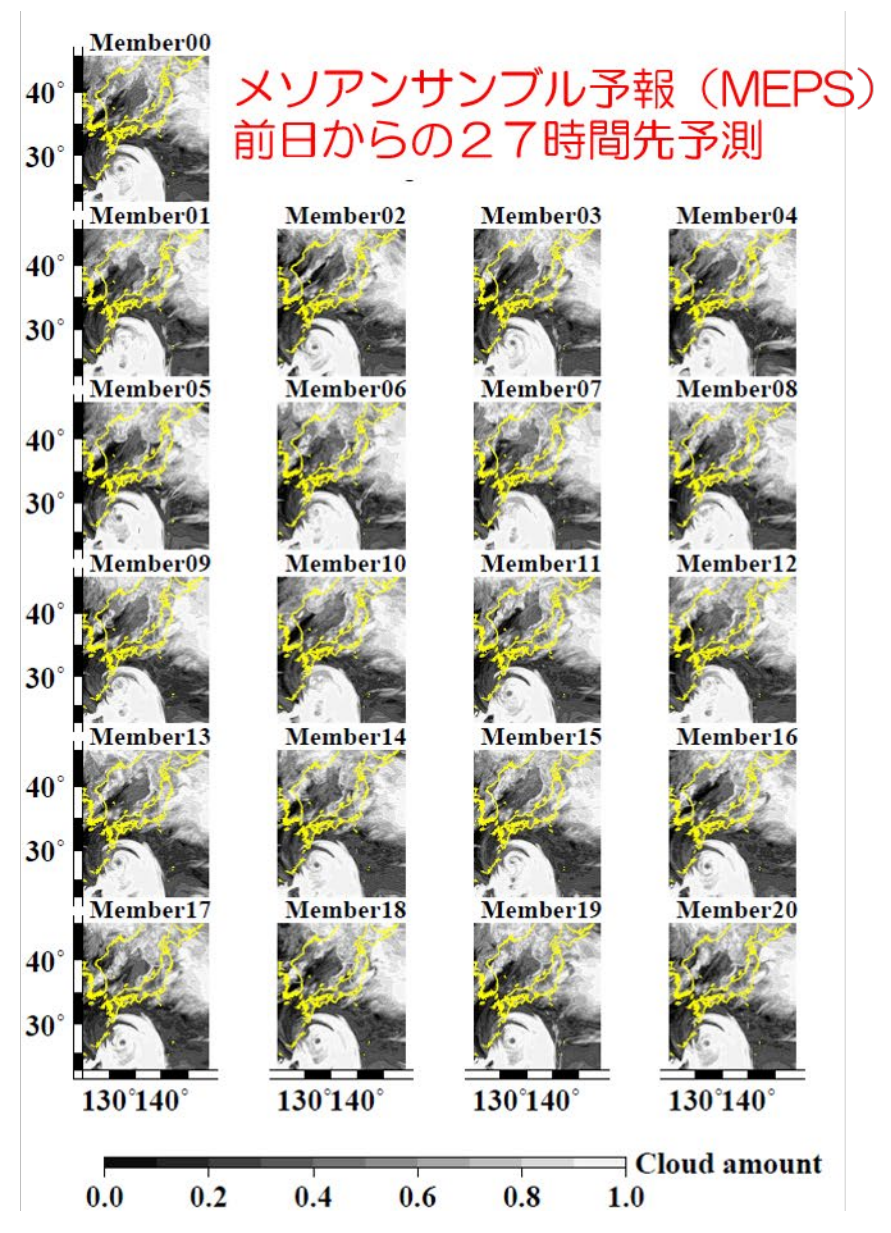 Member00
メソアンサンブル予報（MEPS）
前日からの２７時間先予測
40°
30°
Member01 Member02 Member03 Member04
40°
30°
Member05 Member06 Member07 Member08
40°
30°
Member09 Member10 Member11 Member12
40°
30°
Member13 Member14 Member15 Member16
40°
30°
Member17 Member18 Member19 Member20
40°
30°
130°140° 130°140° 130°140° 130°140°
Cloud amount
0.0 0.2 0.4 0.6 0.8 1.0